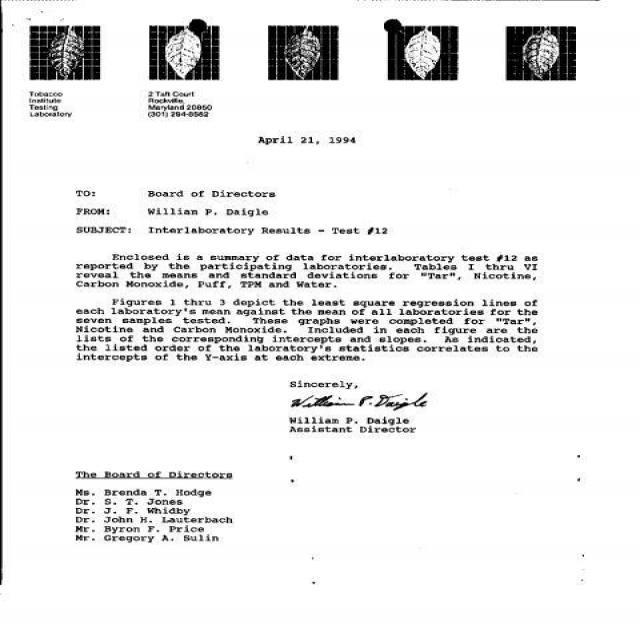 Tobacco
Institute
Testing
Laboratory
2 Taft Court
Rockville,
Maryland 20850
(301) 294-8582
April 21, 1994
TO: Board of Directors
FROM: William P. Daigle
SUBJECT: Interlaboratory Results - Test #12
Enclosed is a summary of data for interlaboratory test #12 as
reported by the participating laboratories. Tables I thru VI
reveal the means and standard deviations for "Tar", Nicotine,
Carbon Monoxide, Puff, TPM and Water.
Figures 1 thru 3 depict the least square regression lines of
each laboratory's mean against the mean of all laboratories for the
seven samples tested. These graphs were completed for "Tar",
Nicotine and Carbon Monoxide. Included in each figure are the
lists of the corresponding intercepts and slopes. As indicated,
the listed order of the laboratory's statistics correlates to the
intercepts of the Y-axis at each extreme.
Sincerely,
William P. Daigle
William P. Daigle
Assistant Director
The Board of Directors
Ms. Brenda T. Hodge
Dr. S. T. Jones
Dr. J. F. Whidby
Dr. John H. Lauterbach
Mr. Byron F. Price
Mr. Gregory A. Sulin